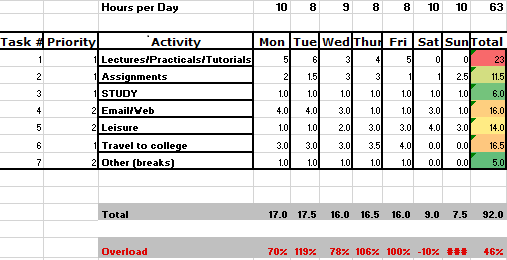 Hours per Day 10 8 9 8 8 10 10 63
Task # Priority Activity Mon Tue Wed Thur Fri Sat Sun Total
1 1 Lectures/Practicals/Tutorials 5 6 3 4 5 0 0 23
2 1 Assignments 2 1.5 3 3 1 1 2.5 11.5
3 1 STUDY 1.0 1.0 1.0 1.0 1.0 1.0 1.0 6.0
4 2 Email/Web 4.0 4.0 3.0 1.0 1.0 3.0 1.0 16.0
5 2 Leisure 1.0 1.0 2.0 3.0 3.0 4.0 3.0 14.0
6 1 Travel to college 3.0 3.0 3.0 3.5 4.0 0.0 0.0 16.5
7 2 Other (breaks) 1.0 1.0 1.0 1.0 1.0 0.0 0.0 5.0
Total 17.0 17.5 16.0 16.5 16.0 9.0 7.5 92.0
Overload 70% 119% 78% 106% 100% -10% ### 46%